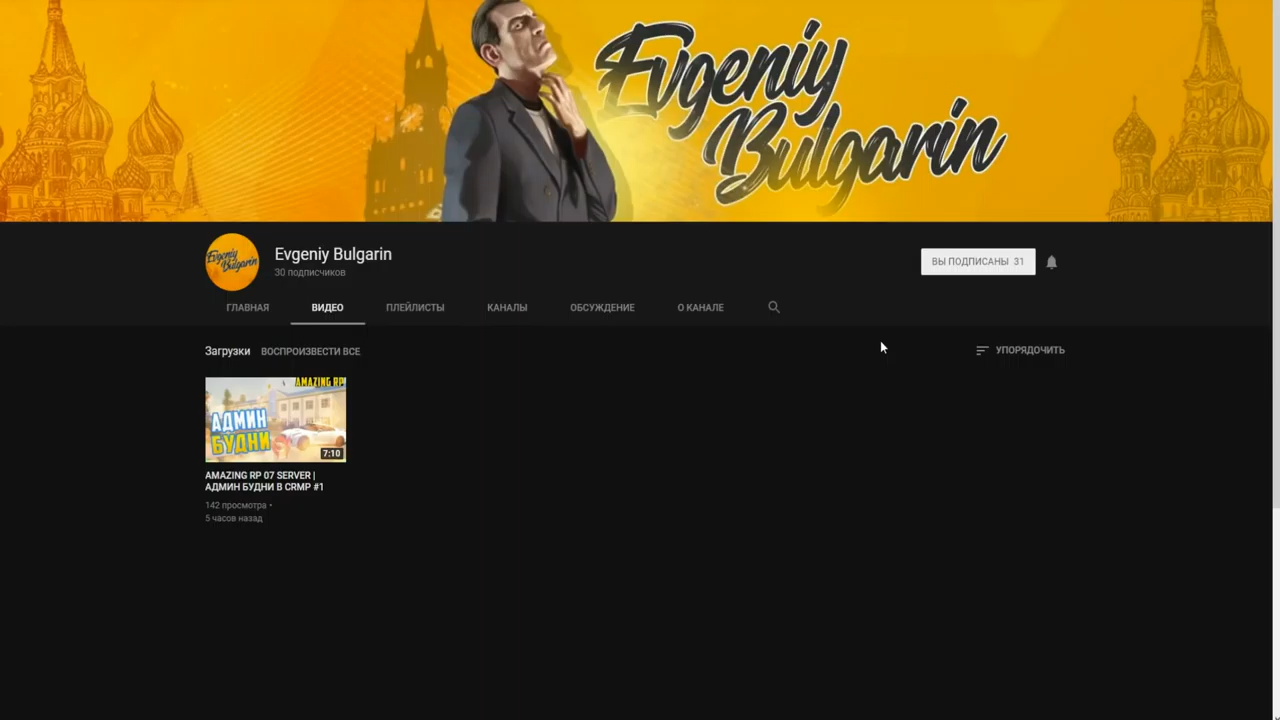 Evgeniy
Bulgarin
Evgeniy Bulgarin
Evgeniy Bulgarin
30 подписчиков
ВЫ ПОДПИСАНЫ 31
ГЛАВНАЯ ВИДЕО ПЛЕЙЛИСТЫ КАНАЛЫ ОБСУЖДЕНИЕ О КАНАЛЕ
Загрузки ВОСПРОИЗВЕСТИ ВСЕ УПОРЯДОЧИТЬ
AMAZING RP
АДМИН
БУДНИ
7:10
AMAZING RP 07 SERVER |
АДМИН БУДНИ В CRMP #1
142 просмотра •
5 часов назад